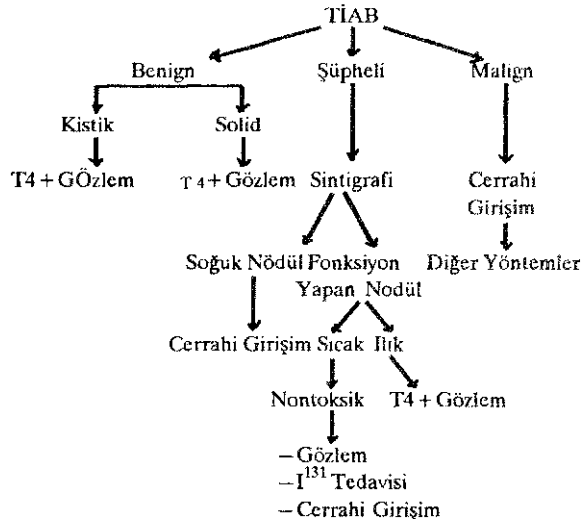 TİAB
Benign Şüpheli Malign
Kistik Solid
T4 + GÖzlem T4 + Gözlem Sintigrafi Cerrahi
Girişim
Soğuk Nödül Fonksiyon Diğer Yöntemler
Yapan Nodül
Cerrahi Girişim Sıcak Ilık
Nontoksik T4 + Gözlem
– Gözlem
– I¹³¹ Tedavisi
– Cerrahi Girişim